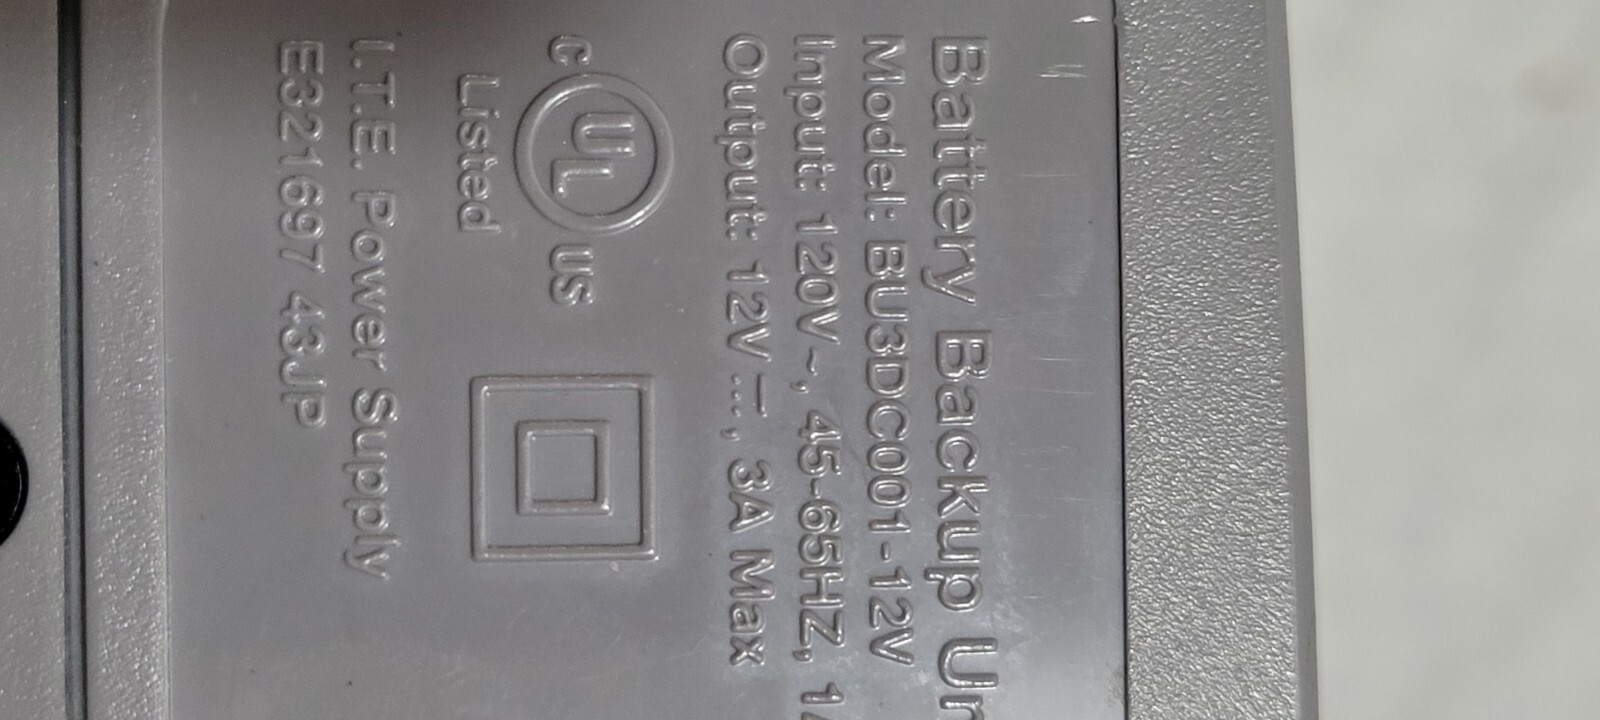 Battery Backup Un
Model: BU3DC001-12V
Input: 120V~, 45-65HZ, 1A
Output: 12V⎓, 3A Max
c UL us
Listed
I.T.E. Power Supply
E321697 43JP